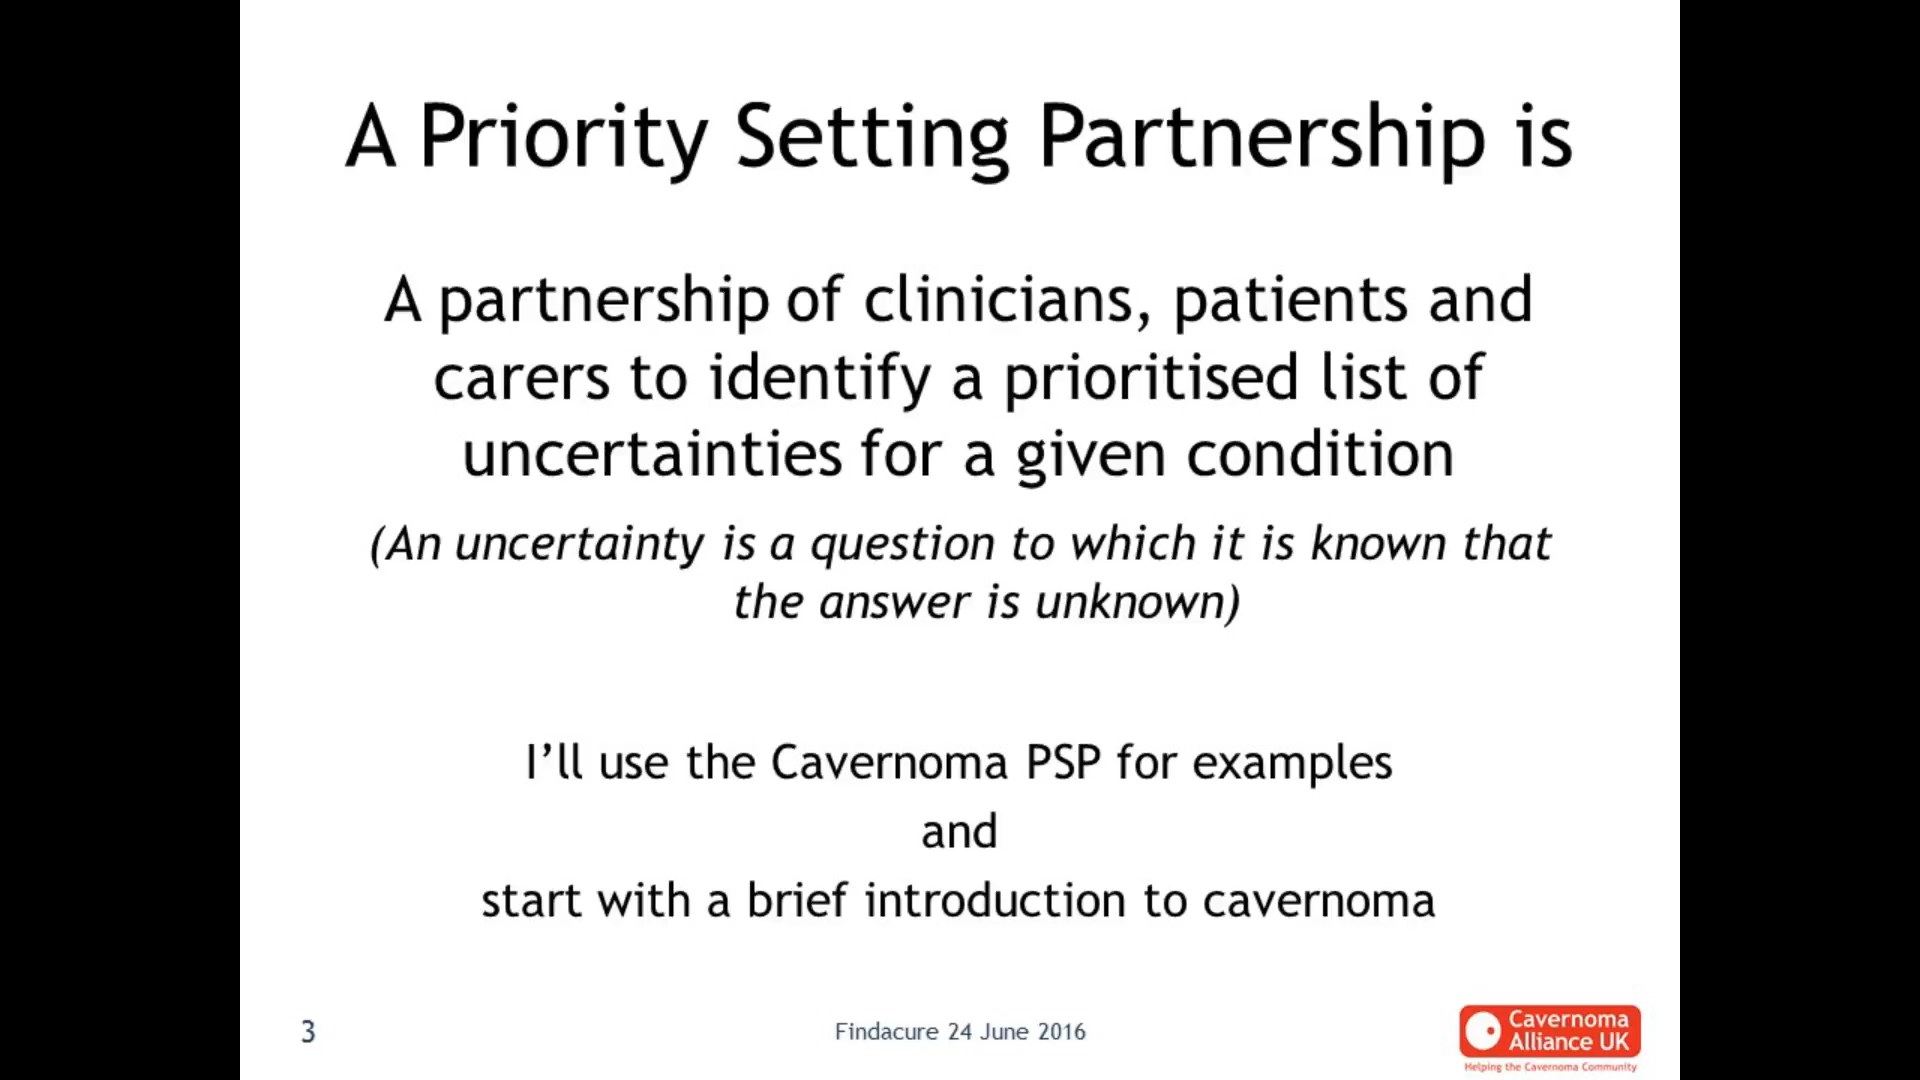 A Priority Setting Partnership is
A partnership of clinicians, patients and
carers to identify a prioritised list of
uncertainties for a given condition
(An uncertainty is a question to which it is known that
the answer is unknown)
I’ll use the Cavernoma PSP for examples
and
start with a brief introduction to cavernoma
3
Findacure 24 June 2016
Cavernoma
Alliance UK
Helping the Cavernoma Community